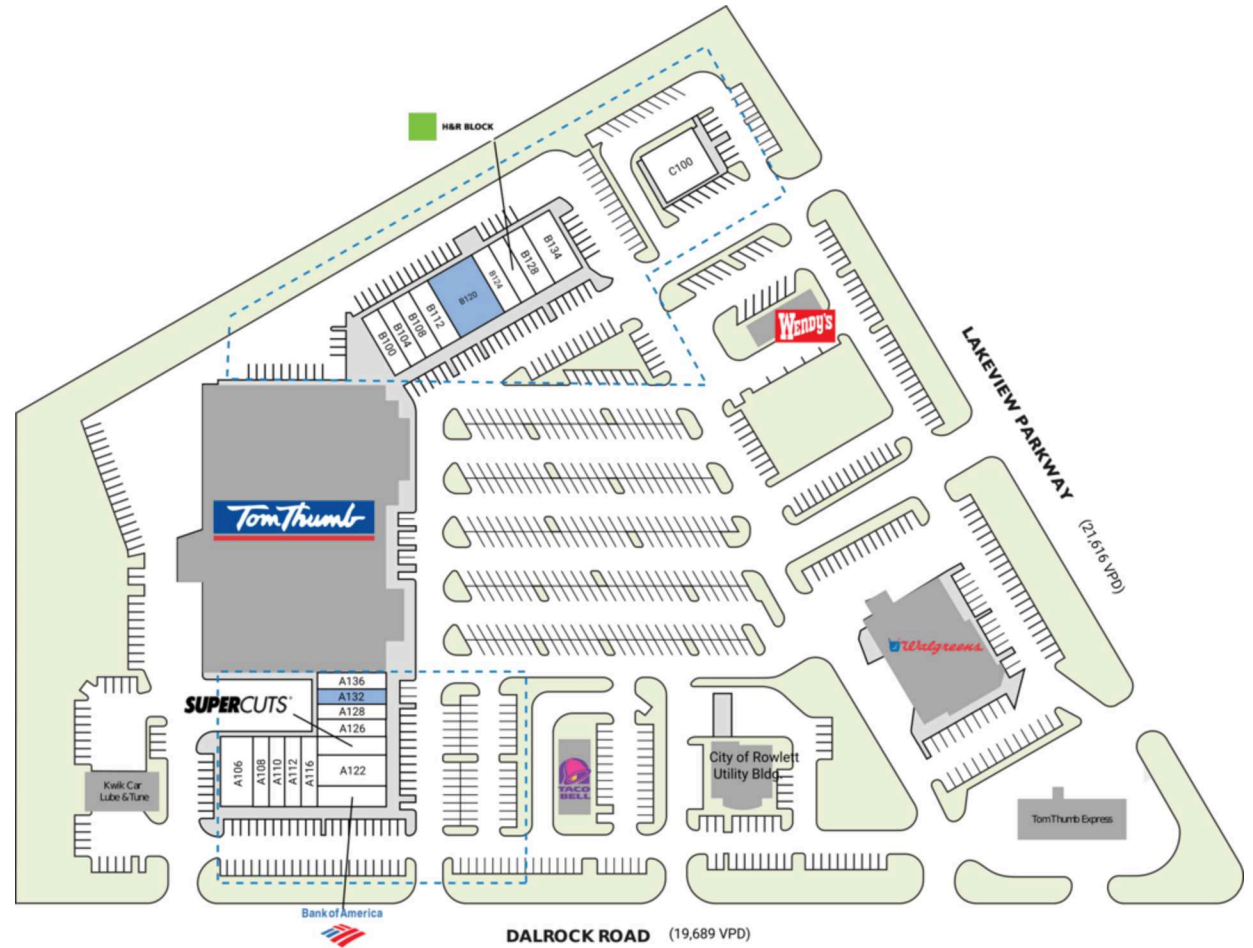 H&R BLOCK
C100
B134
B128
B124
B120
B112
B108
B104
B100
WENDY'S
LAKEVIEW PARKWAY
(21,616 VPD)
Tom Thumb
Walgreens
SUPERCUTS
A136
A132
A128
A126
A122
A106
A108
A110
A112
A116
Kwik Car
Lube & Tune
TACO
BELL
City of Rowlett
Utility Bldg.
TomThumb Express
Bank of America
DALROCK ROAD (19,689 VPD)